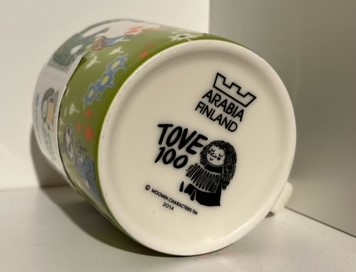 ARABIA
FINLAND
TOVE
100
© MOOMIN CHARACTERS™
2014